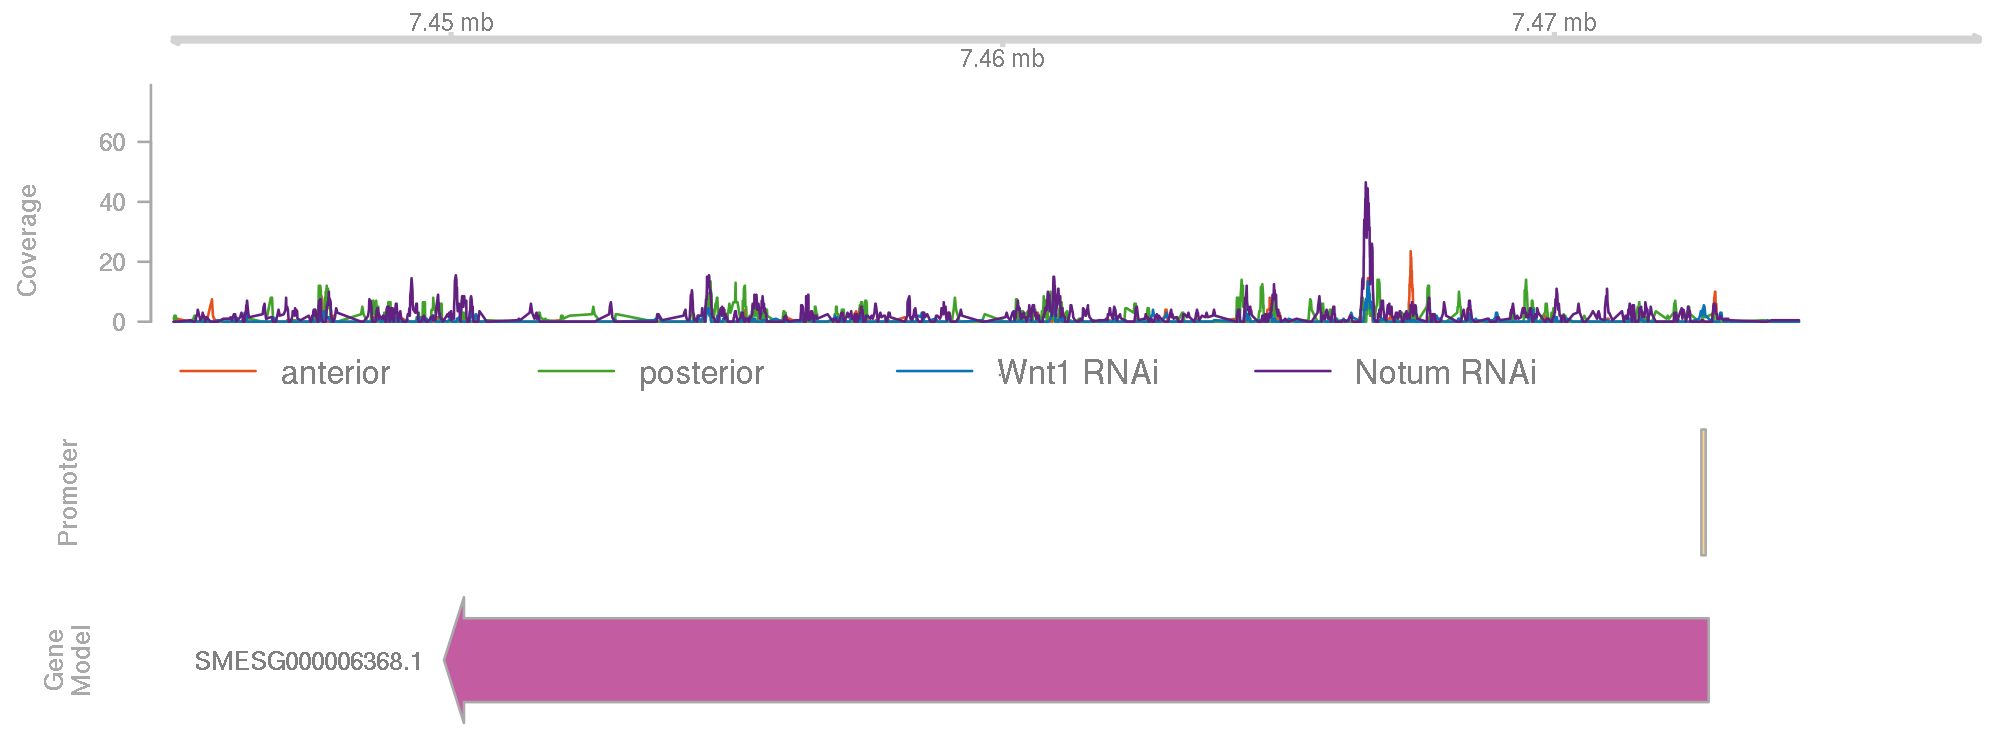 7.45 mb
7.47 mb
7.46 mb
Coverage
60
40
20
0
anterior
posterior
Wnt1 RNAi
Notum RNAi
Promoter
Gene
Model
SMESG000006368.1